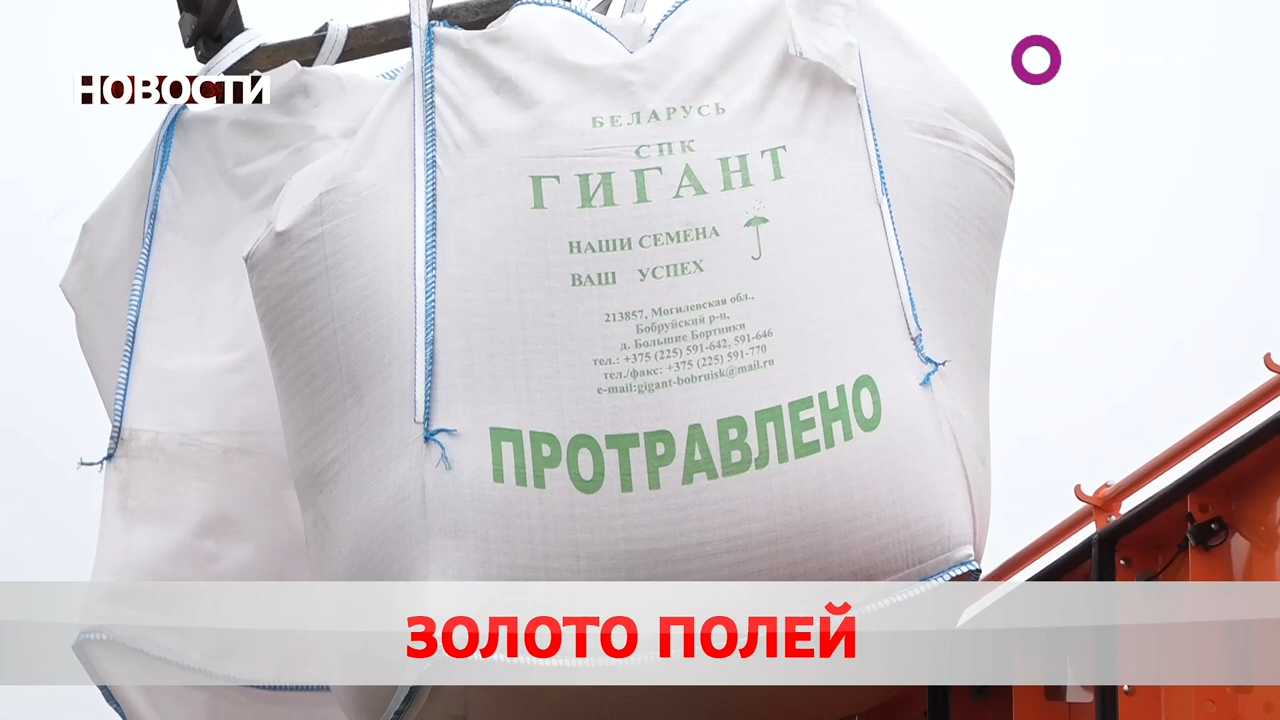 НОВОСТИ
БЕЛАРУСЬ
СПК
ГИГАНТ
НАШИ СЕМЕНА
ВАШ УСПЕХ
213857, Могилевская обл.,
Бобруйский р-н,
д. Большие Бортники
тел.: +375 (225) 591-642, 591-646
тел./факс: +375 (225) 591-770
e-mail:gigant-bobruisk@mail.ru
ПРОТРАВЛЕНО
ЗОЛОТО ПОЛЕЙ